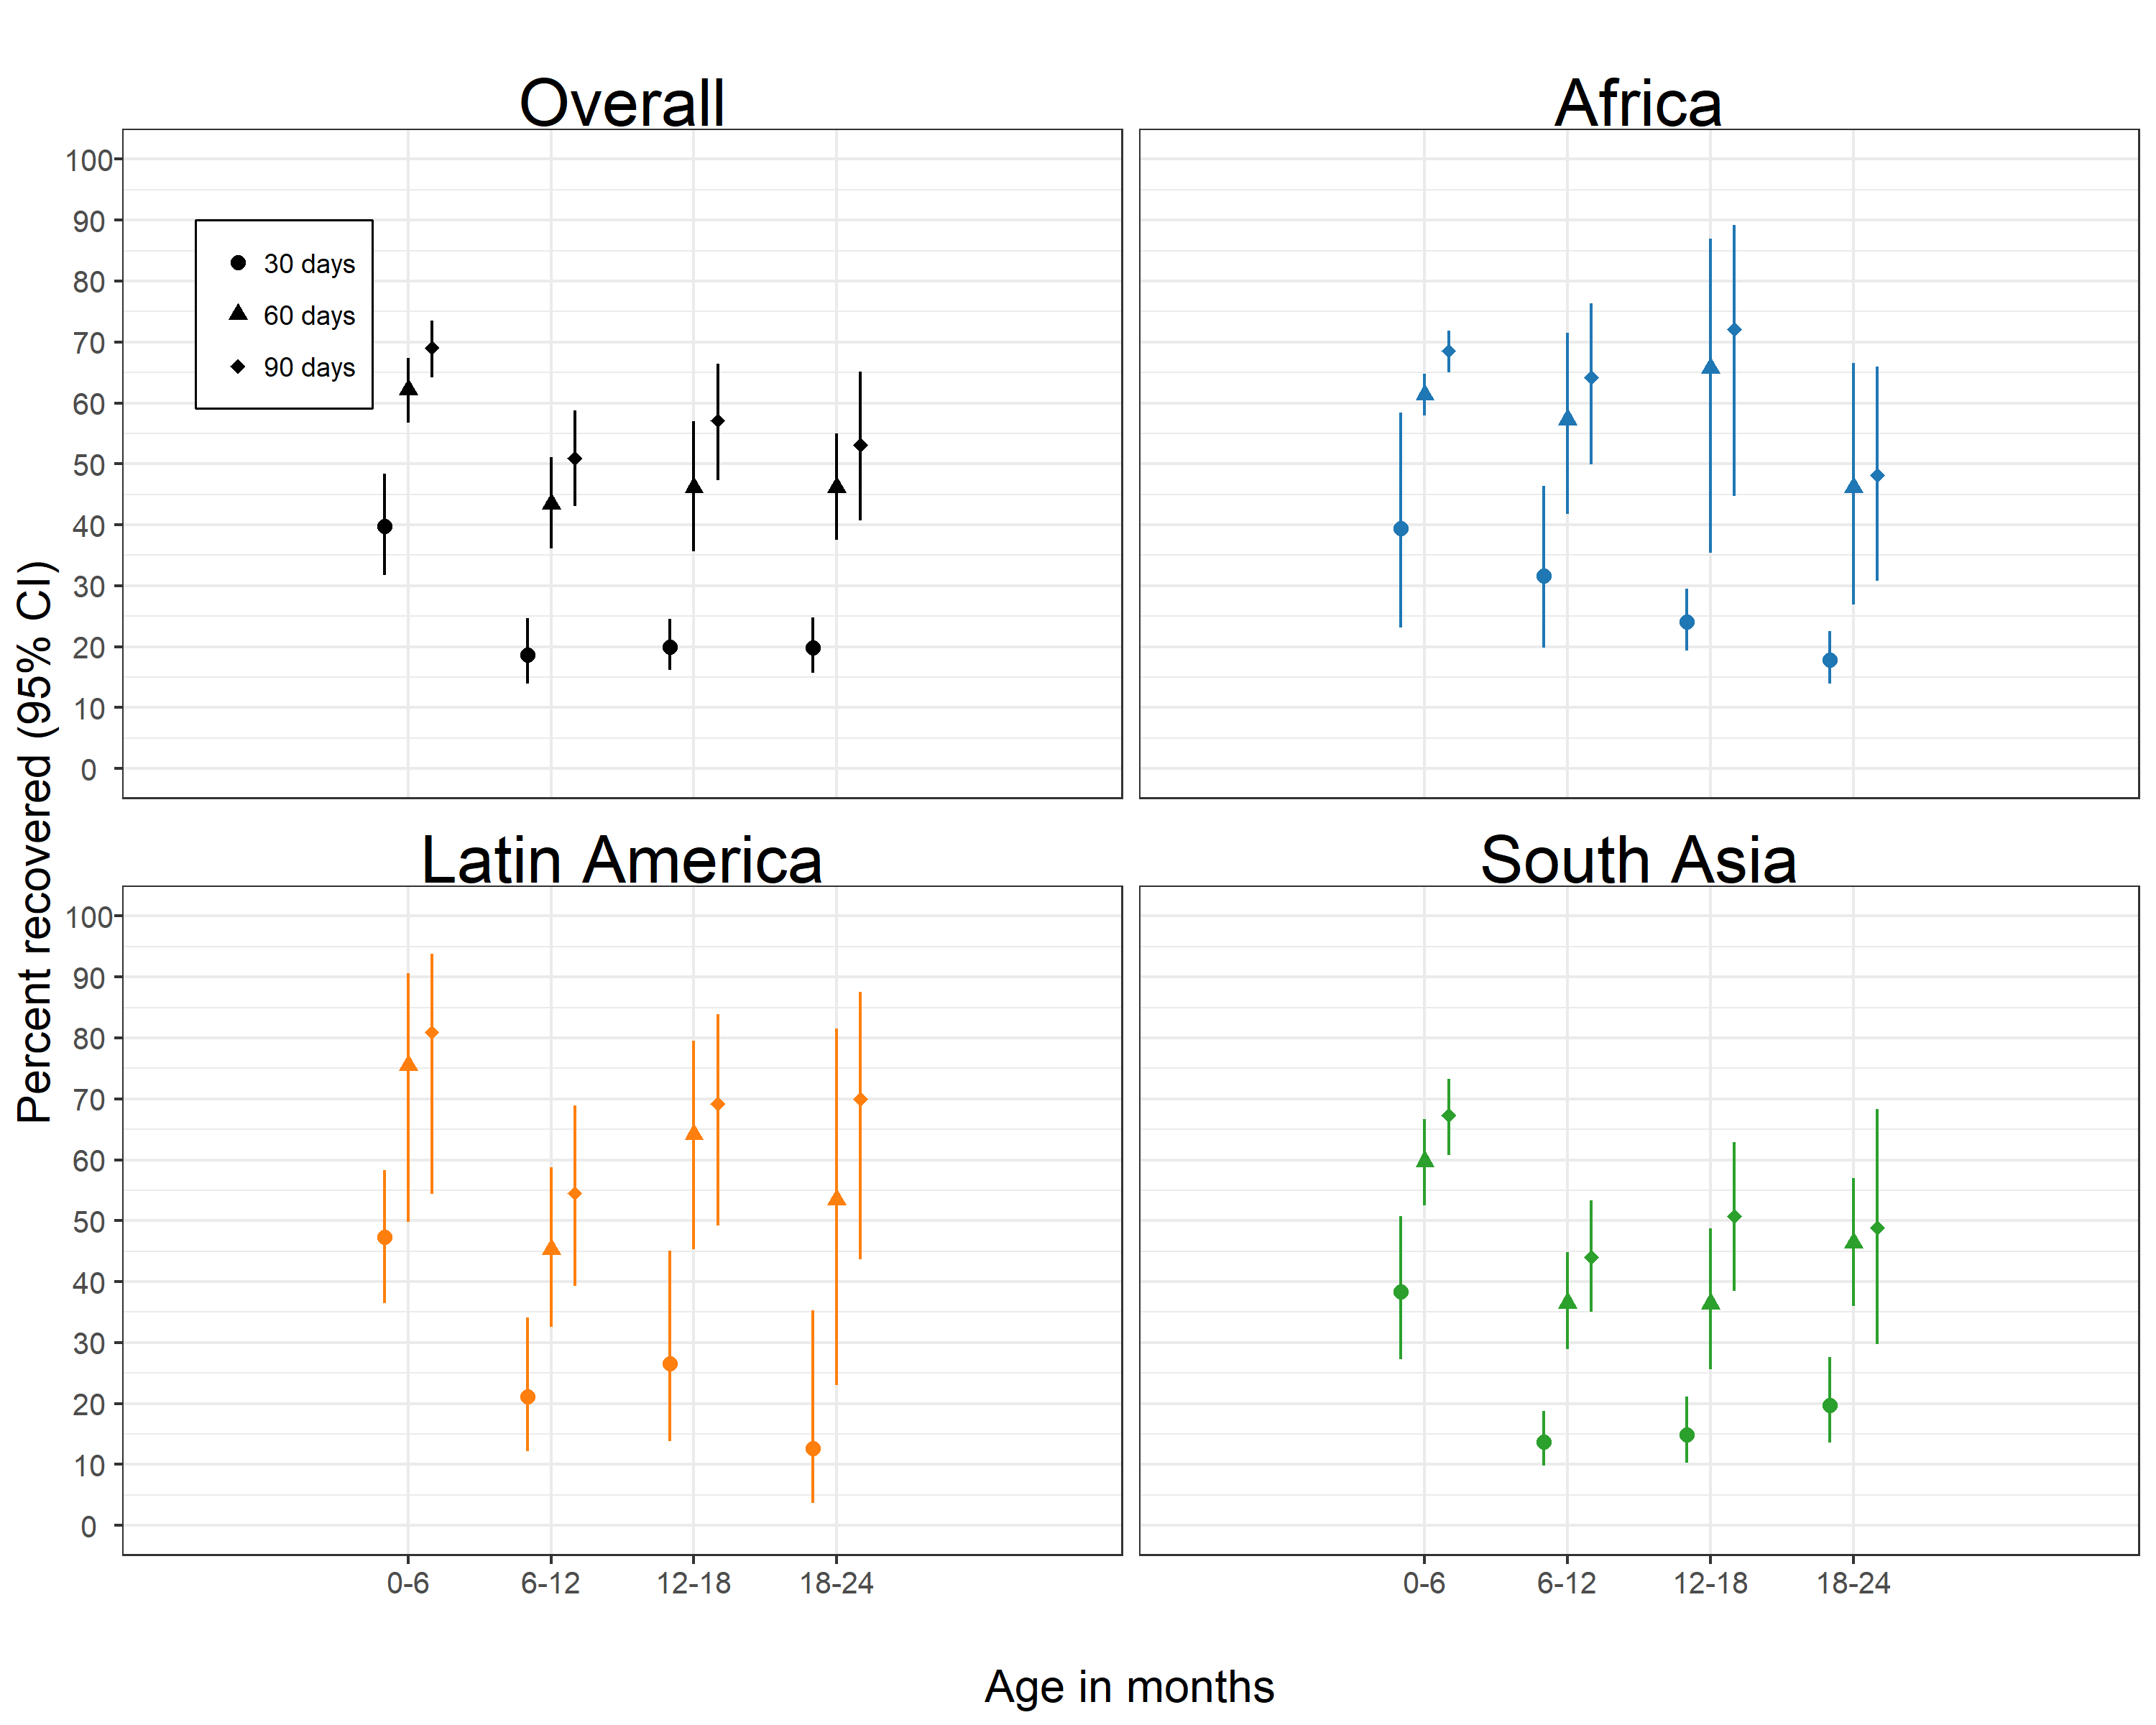 Overall
Africa
100
90
80
70
60
50
40
30
20
10
0
30 days
60 days
90 days
Percent recovered (95% CI)
Latin America
South Asia
100
90
80
70
60
50
40
30
20
10
0
0-6 6-12 12-18 18-24
0-6 6-12 12-18 18-24
Age in months